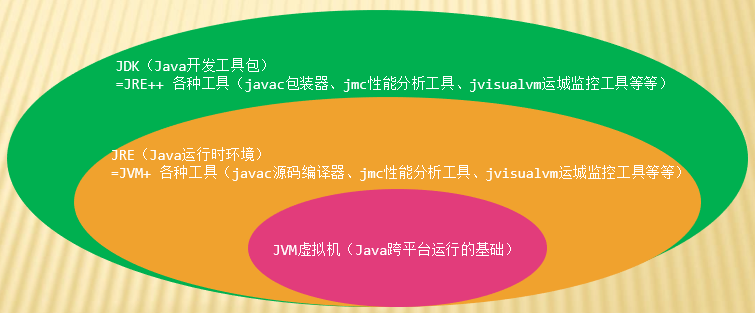 JDK（Java开发工具包）
=JRE++ 各种工具（javac包装器、jmc性能分析工具、jvisualvm运城监控工具等等）
JRE（Java运行时环境）
=JVM+ 各种工具（javac源码编译器、jmc性能分析工具、jvisualvm运城监控工具等等）
JVM虚拟机（Java跨平台运行的基础）